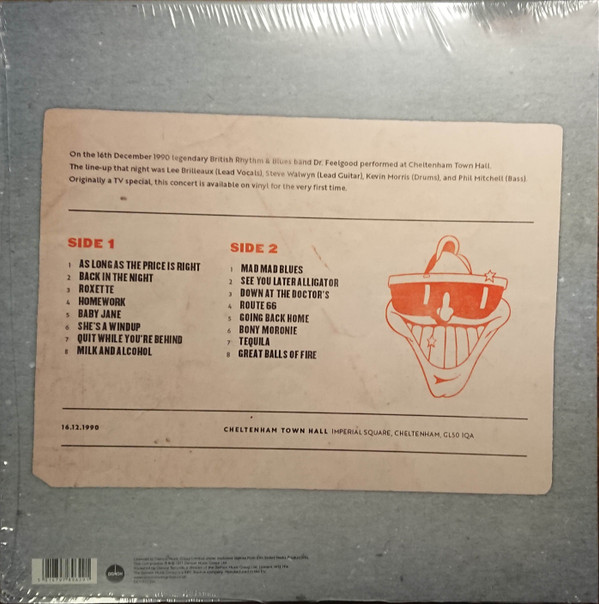 On the 16th December 1990 legendary British Rhythm & Blues band Dr. Feelgood performed at Cheltenham Town Hall.
The line-up that night was Lee Brilleaux (Lead Vocals), Steve Walwyn (Lead Guitar), Kevin Morris (Drums), and Phil Mitchell (Bass).
Originally a TV special, this concert is available on vinyl for the very first time.
SIDE 1
1 AS LONG AS THE PRICE IS RIGHT
2 BACK IN THE NIGHT
3 ROXETTE
4 HOMEWORK
5 BABY JANE
6 SHE'S A WINDUP
7 QUIT WHILE YOU'RE BEHIND
8 MILK AND ALCOHOL
SIDE 2
1 MAD MAD BLUES
2 SEE YOU LATER ALLIGATOR
3 DOWN AT THE DOCTOR'S
4 ROUTE 66
5 GOING BACK HOME
6 BONY MORONIE
7 TEQUILA
8 GREAT BALLS OF FIRE
16.12.1990
CHELTENHAM TOWN HALL IMPERIAL SQUARE, CHELTENHAM, GL50 1QA